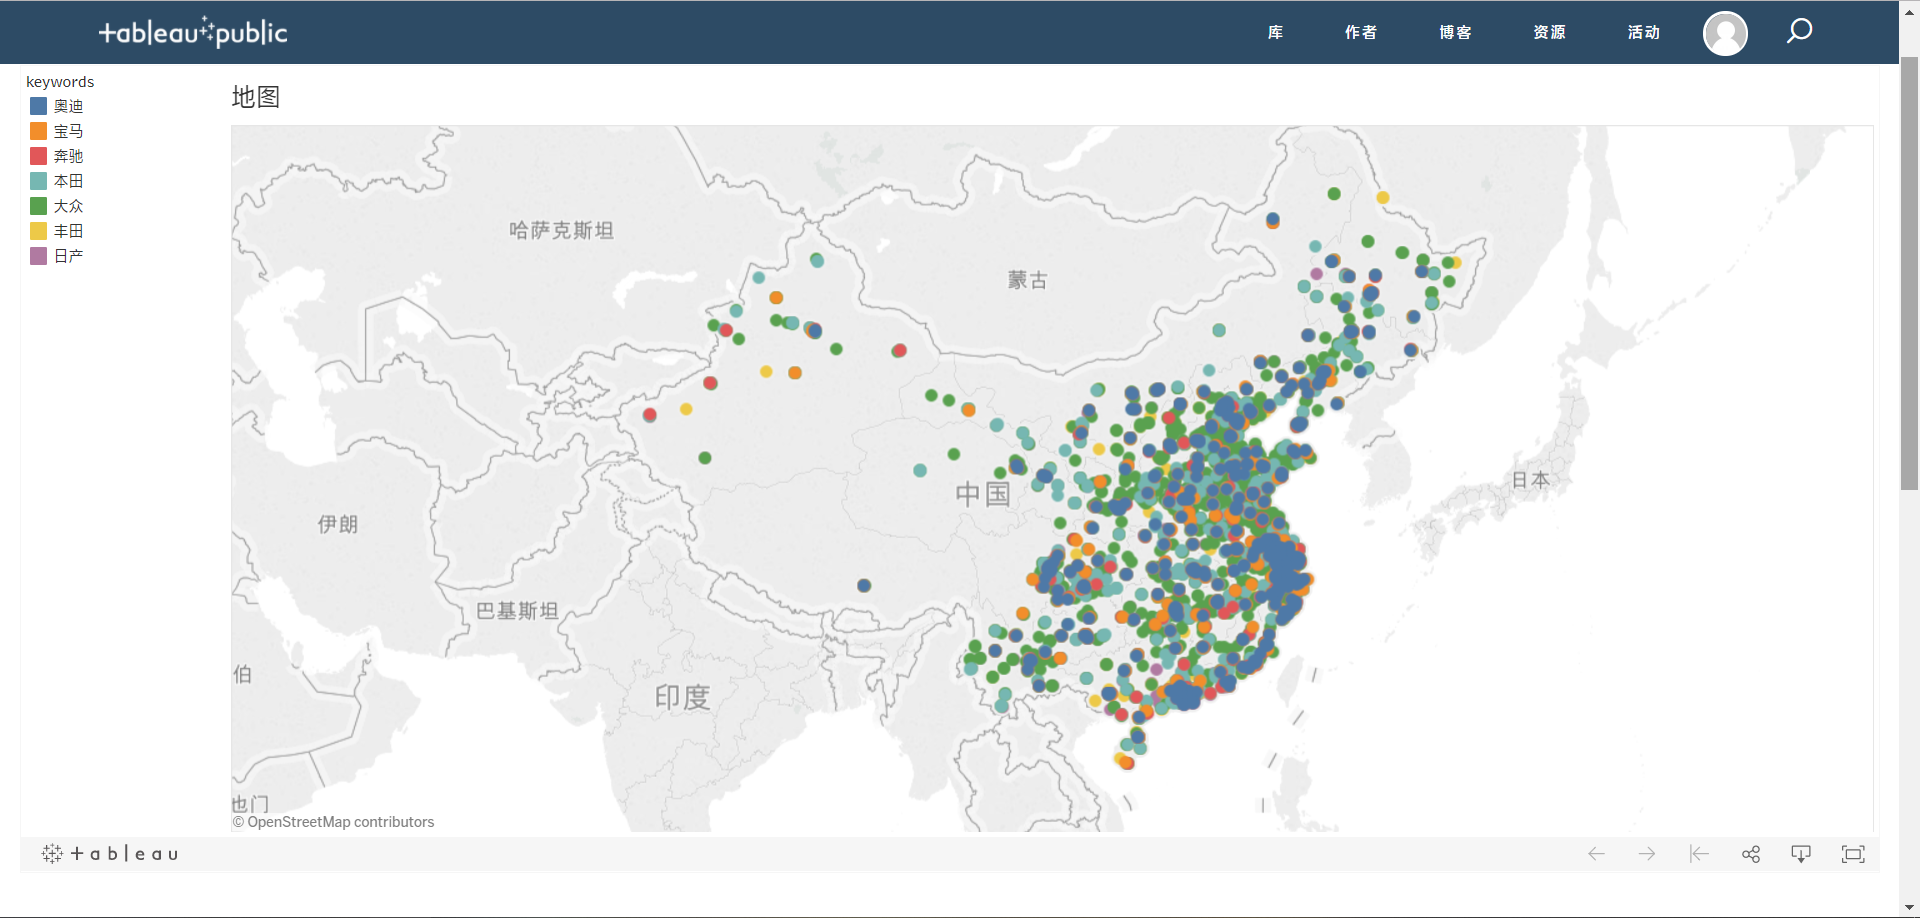 +ableau public
库 作者 博客 资源 活动
keywords
奥迪
宝马
奔驰
本田
大众
丰田
日产
地图
哈萨克斯坦
蒙古
中国
日本
伊朗
巴基斯坦
伯
印度
也门
© OpenStreetMap contributors
+ableau